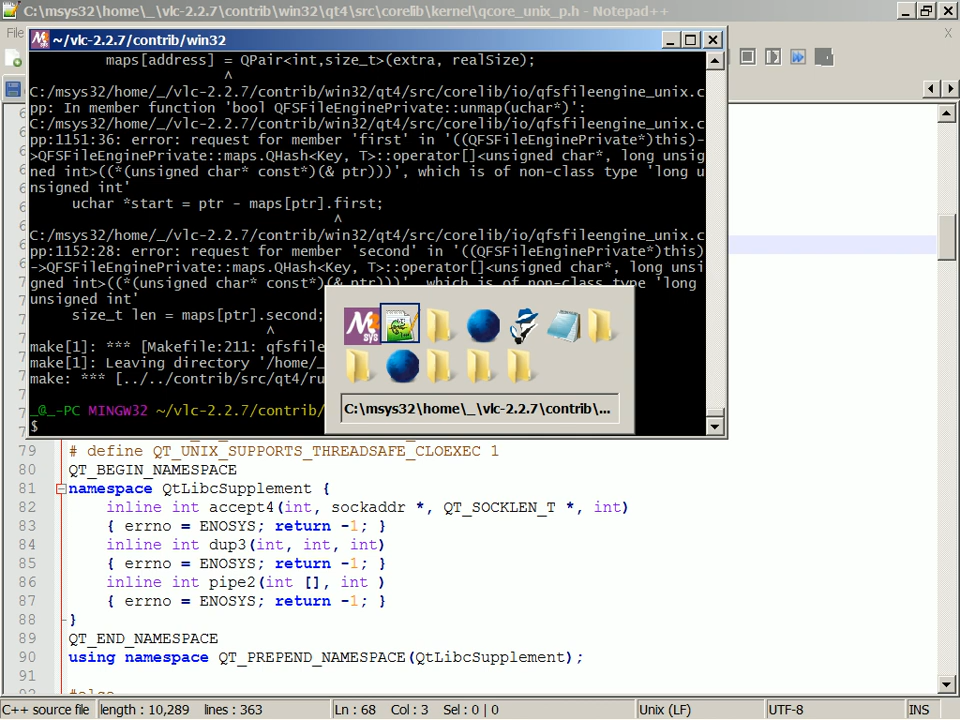 C:\msys32\home\_\vlc-2.2.7\contrib\win32\qt4\src\corelib\kernel\qcore_unix_p.h - Notepad++
File
~/vlc-2.2.7/contrib/win32
maps[address] = QPair<int,size_t>(extra, realSize);
^
C:/msys32/home/_/vlc-2.2.7/contrib/win32/qt4/src/corelib/io/qfsfileengine_unix.c
pp: In member function 'bool QFSFileEnginePrivate::unmap(uchar*)':
C:/msys32/home/_/vlc-2.2.7/contrib/win32/qt4/src/corelib/io/qfsfileengine_unix.c
pp:1151:36: error: request for member 'first' in '((QFSFileEnginePrivate*)this)-
>QFSFileEnginePrivate::maps.QHash<Key, T>::operator[]<unsigned char*, long unsig
ned int>((*(unsigned char* const*)(& ptr)))', which is of non-class type 'long u
nsigned int'
uchar *start = ptr - maps[ptr].first;
^
C:/msys32/home/_/vlc-2.2.7/contrib/win32/qt4/src/corelib/io/qfsfileengine_unix.c
pp:1152:28: error: request for member 'second' in '((QFSFileEnginePrivate*)this)
->QFSFileEnginePrivate::maps.QHash<Key, T>::operator[]<unsigned char*, long unsi
gned int>((*(unsigned char* const*)(& ptr)))', which is of non-class type 'long
unsigned int'
size_t len = maps[ptr].second;
^
make[1]: *** [Makefile:211: qfsfile
make[1]: Leaving directory '/home/_
make: *** [../../contrib/src/qt4/ru
_@_-PC MINGW32 ~/vlc-2.2.7/contrib/
$
M sys
C:\msys32\home\_\vlc-2.2.7\contrib\...
79 # define QT_UNIX_SUPPORTS_THREADSAFE_CLOEXEC 1
80 QT_BEGIN_NAMESPACE
81 namespace QtLibcSupplement {
82 inline int accept4(int, sockaddr *, QT_SOCKLEN_T *, int)
83 { errno = ENOSYS; return -1; }
84 inline int dup3(int, int, int)
85 { errno = ENOSYS; return -1; }
86 inline int pipe2(int [], int )
87 { errno = ENOSYS; return -1; }
88 }
89 QT_END_NAMESPACE
90 using namespace QT_PREPEND_NAMESPACE(QtLibcSupplement);
91
#else
C++ source file length : 10,289 lines : 363 Ln : 68 Col : 3 Sel : 0 | 0 Unix (LF) UTF-8 INS